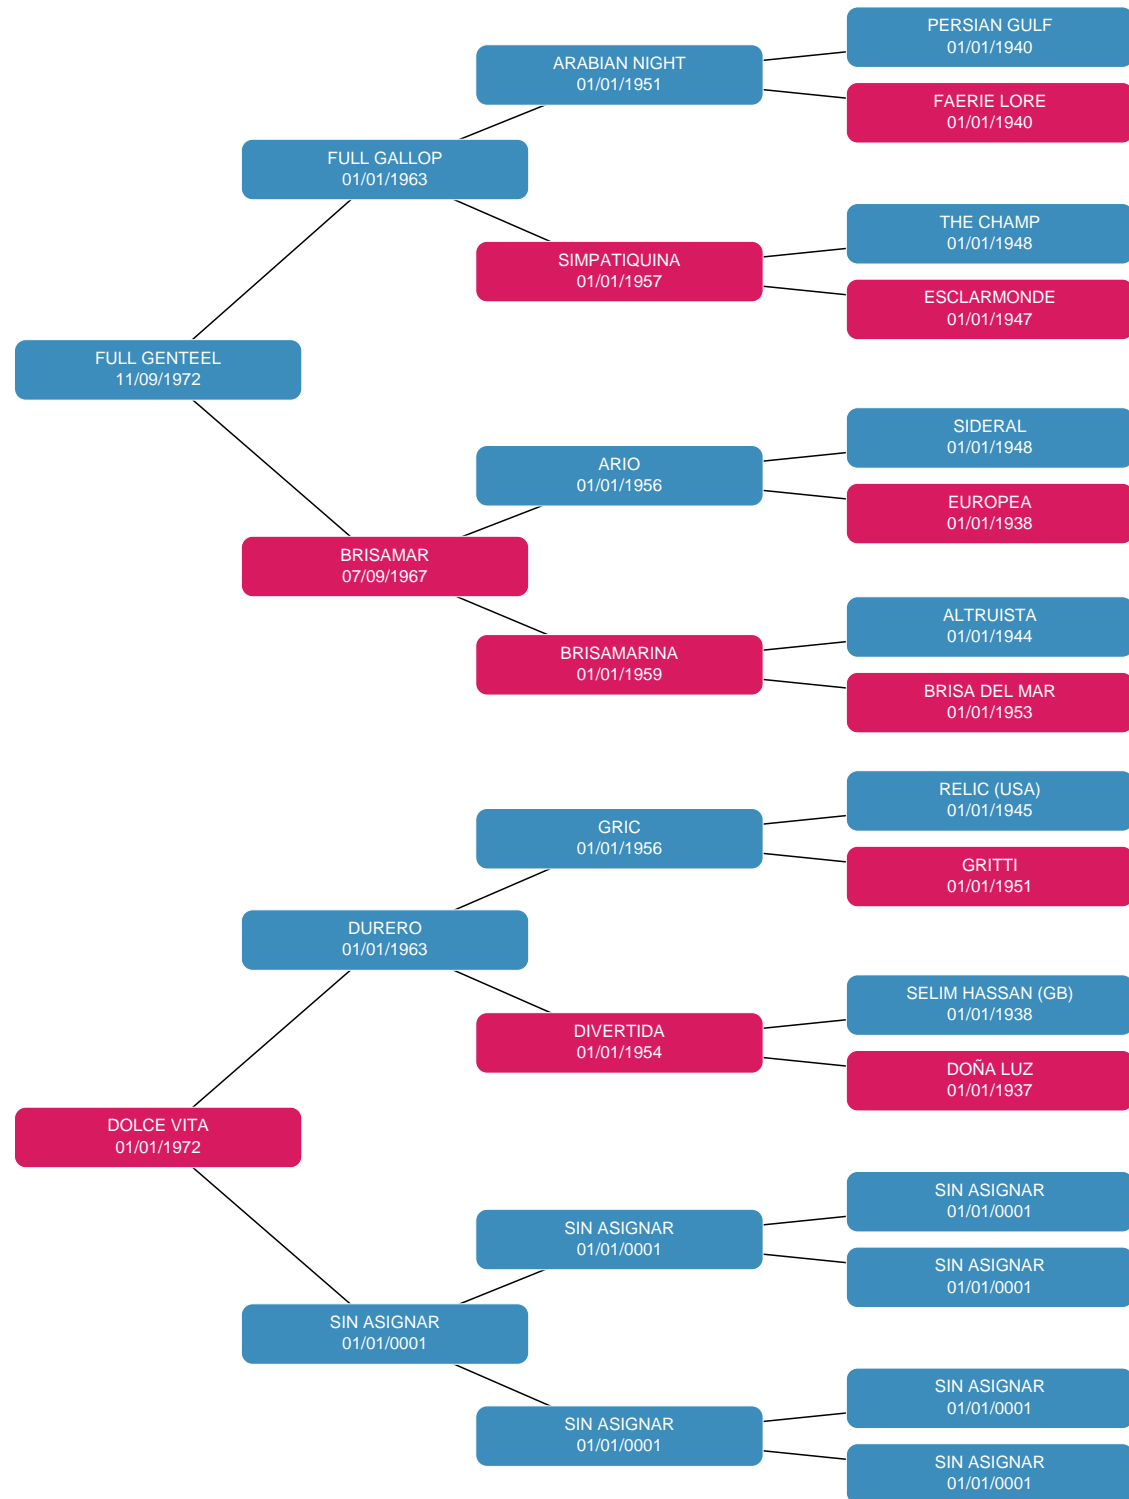 PERSIAN GULF
01/01/1940
ARABIAN NIGHT
01/01/1951
FAERIE LORE
01/01/1940
FULL GALLOP
01/01/1963
THE CHAMP
01/01/1948
SIMPATIQUINA
01/01/1957
ESCLARMONDE
01/01/1947
FULL GENTEEL
11/09/1972
SIDERAL
01/01/1948
ARIO
01/01/1956
EUROPEA
01/01/1938
BRISAMAR
07/09/1967
ALTRUISTA
01/01/1944
BRISAMARINA
01/01/1959
BRISA DEL MAR
01/01/1953
RELIC (USA)
01/01/1945
GRIC
01/01/1956
GRITTI
01/01/1951
DURERO
01/01/1963
SELIM HASSAN (GB)
01/01/1938
DIVERTIDA
01/01/1954
DOÑA LUZ
01/01/1937
DOLCE VITA
01/01/1972
SIN ASIGNAR
01/01/0001
SIN ASIGNAR
01/01/0001
SIN ASIGNAR
01/01/0001
SIN ASIGNAR
01/01/0001
SIN ASIGNAR
01/01/0001
SIN ASIGNAR
01/01/0001
SIN ASIGNAR
01/01/0001